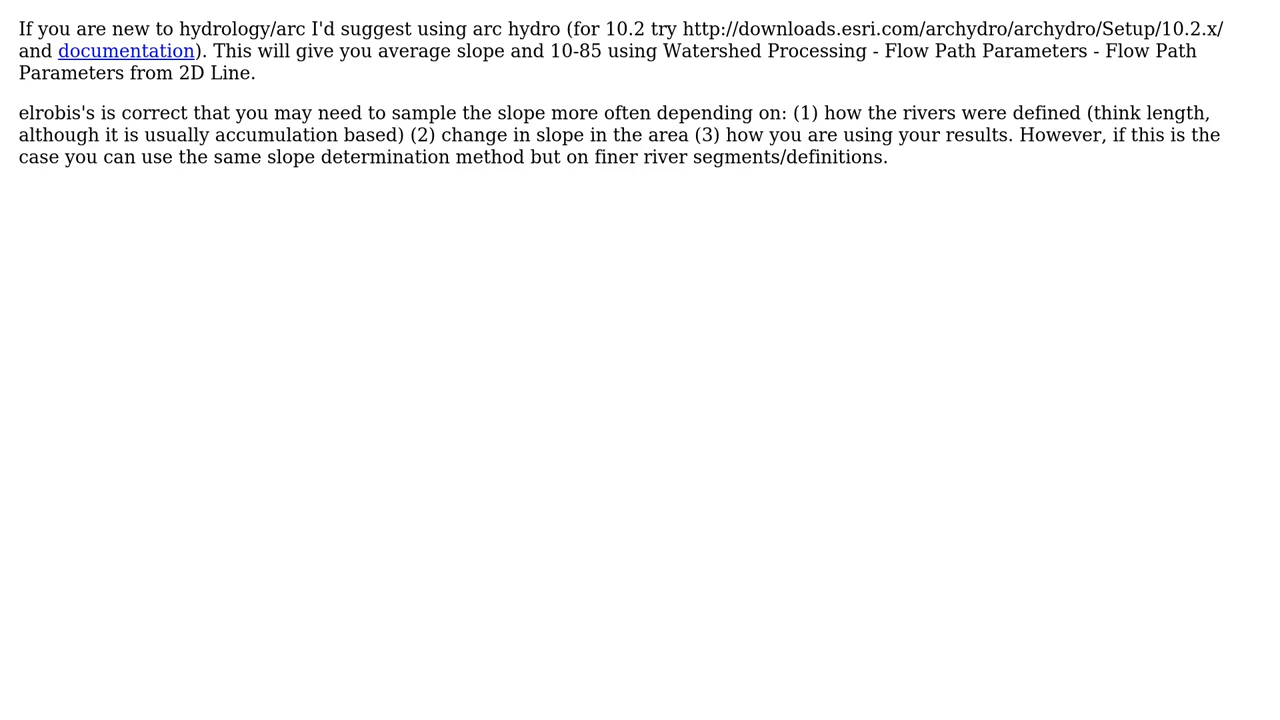 If you are new to hydrology/arc I'd suggest using arc hydro (for 10.2 try http://downloads.esri.com/archydro/archydro/Setup/10.2.x/
and documentation). This will give you average slope and 10-85 using Watershed Processing - Flow Path Parameters - Flow Path
Parameters from 2D Line.
elrobis's is correct that you may need to sample the slope more often depending on: (1) how the rivers were defined (think length,
although it is usually accumulation based) (2) change in slope in the area (3) how you are using your results. However, if this is the
case you can use the same slope determination method but on finer river segments/definitions.